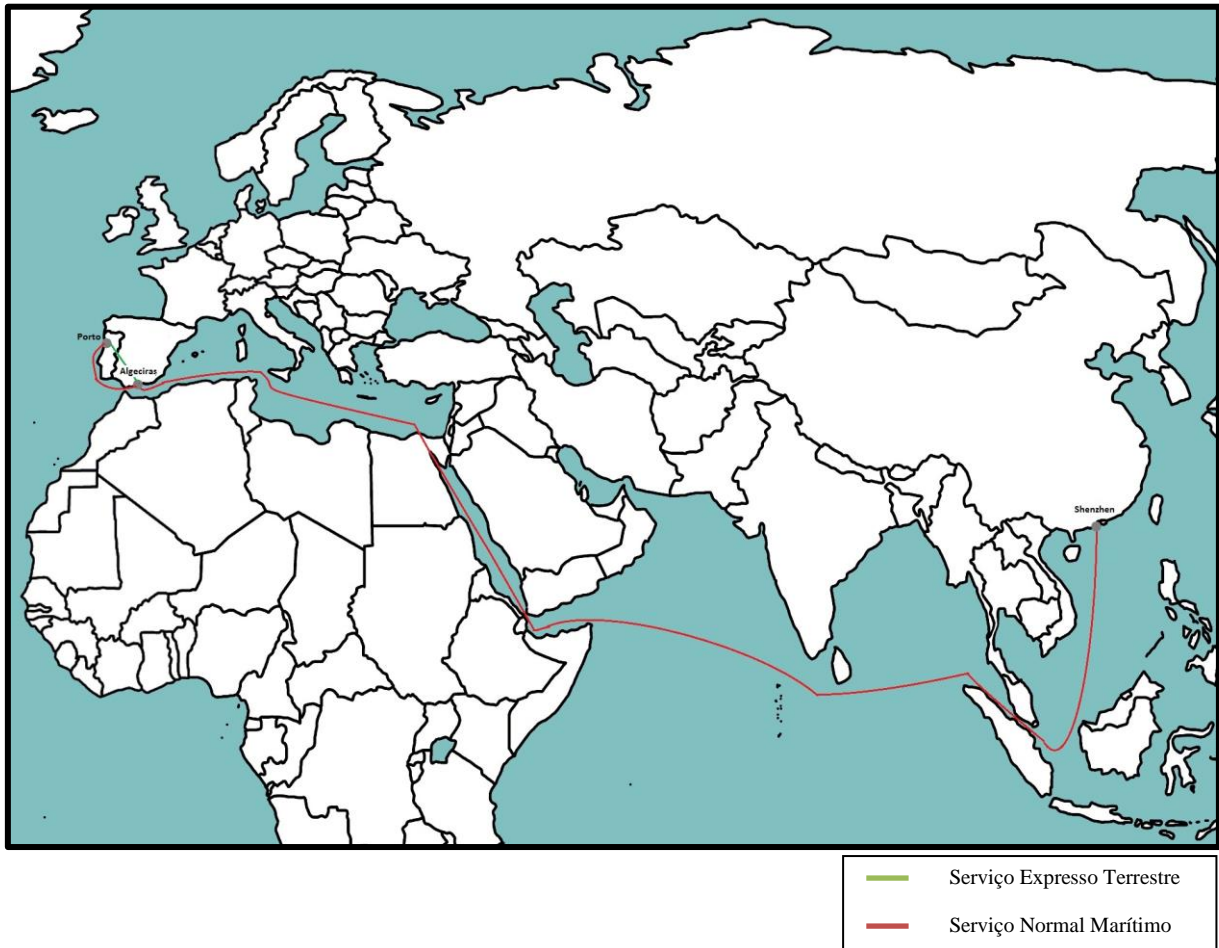 Porto
Algeciras
Shenzhen
Serviço Expresso Terrestre
Serviço Normal Marítimo